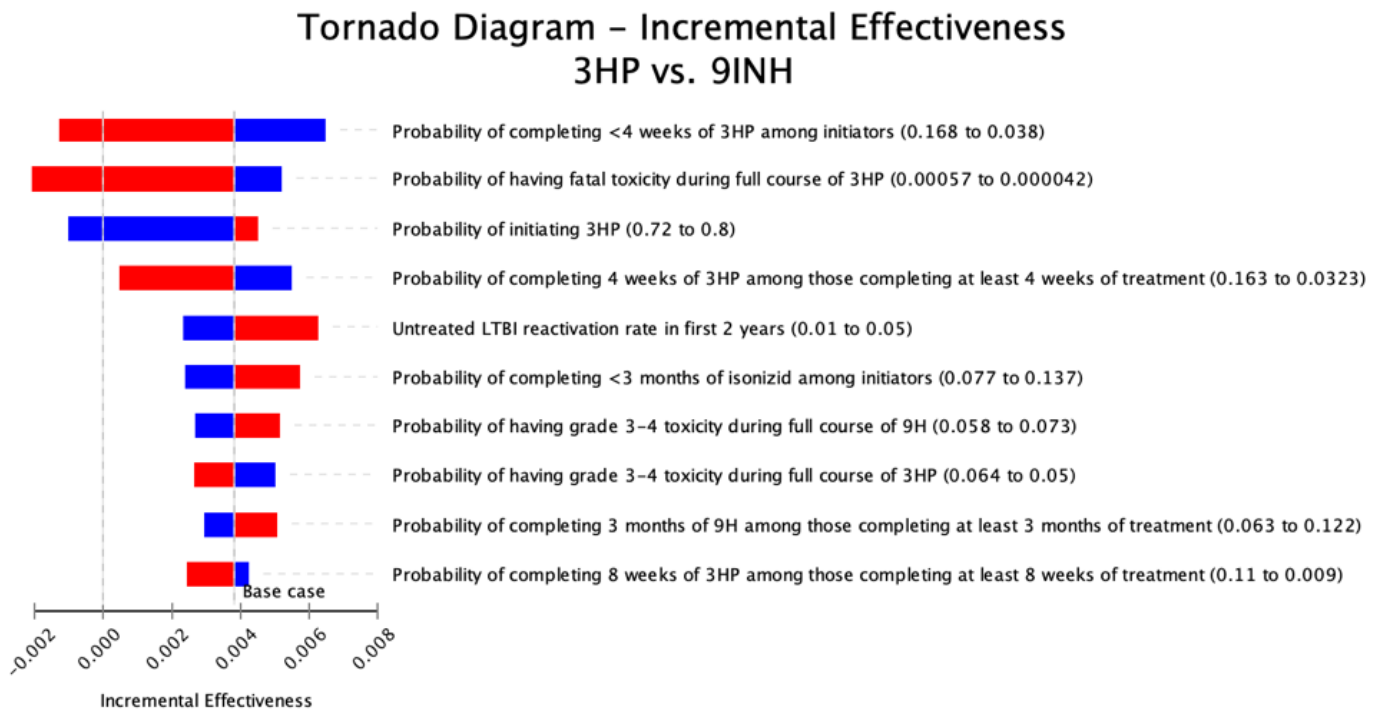 Tornado Diagram – Incremental Effectiveness
3HP vs. 9INH
Probability of completing <4 weeks of 3HP among initiators (0.168 to 0.038)
Probability of having fatal toxicity during full course of 3HP (0.00057 to 0.000042)
Probability of initiating 3HP (0.72 to 0.8)
Probability of completing 4 weeks of 3HP among those completing at least 4 weeks of treatment (0.163 to 0.0323)
Untreated LTBI reactivation rate in first 2 years (0.01 to 0.05)
Probability of completing <3 months of isonizid among initiators (0.077 to 0.137)
Probability of having grade 3–4 toxicity during full course of 9H (0.058 to 0.073)
Probability of having grade 3–4 toxicity during full course of 3HP (0.064 to 0.05)
Probability of completing 3 months of 9H among those completing at least 3 months of treatment (0.063 to 0.122)
Probability of completing 8 weeks of 3HP among those completing at least 8 weeks of treatment (0.11 to 0.009)
Base case
-0.002 0.000 0.002 0.004 0.006 0.008
Incremental Effectiveness